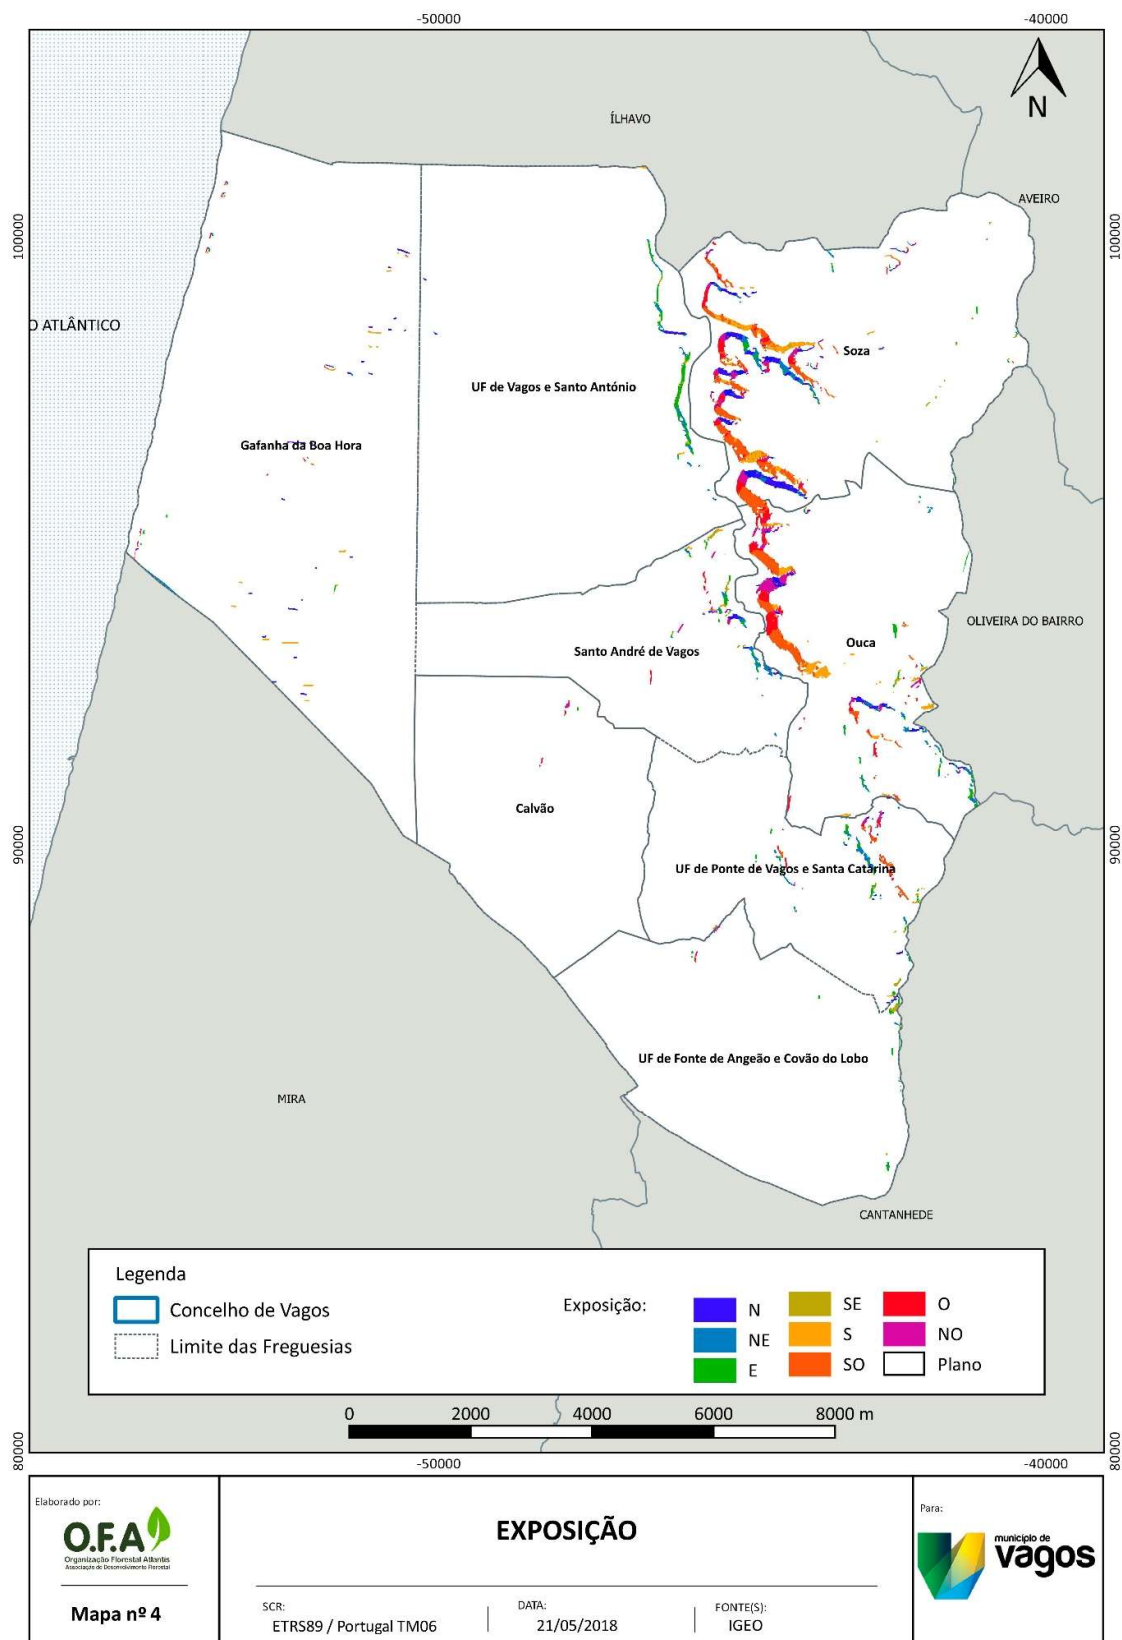 -50000
-40000
ÍLHAVO
N
AVEIRO
100000
100000
O ATLÂNTICO
Soza
UF de Vagos e Santo António
Gafanha da Boa Hora
OLIVEIRA DO BAIRRO
Ouca
Santo André de Vagos
Calvão
90000
90000
UF de Ponte de Vagos e Santa Catarina
UF de Fonte de Angeão e Covão do Lobo
MIRA
CANTANHEDE
Legenda
Concelho de Vagos
Limite das Freguesias
Exposição:
N
NE
E
SE
S
SO
O
NO
Plano
0 2000 4000 6000 8000 m
80000
80000
-50000
-40000
Elaborado por:
O.F.A
Organização Florestal Atlantis
Associação de Desenvolvimento Florestal
Mapa nº 4
EXPOSIÇÃO
SCR:
ETRS89 / Portugal TM06
DATA:
21/05/2018
FONTE(S):
IGEO
Para:
município de
vagos